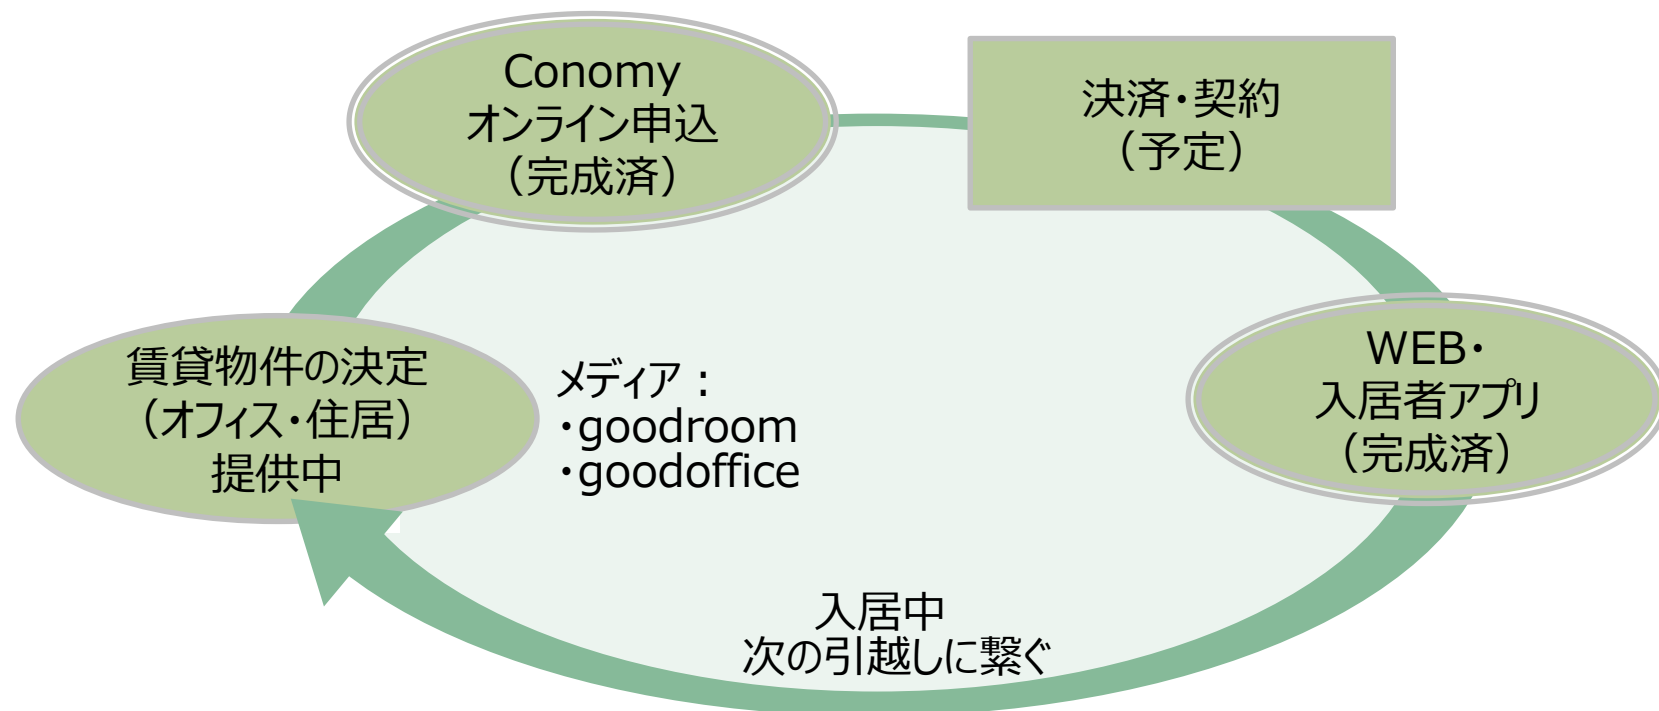 Conomy
オンライン申込
（完成済）
決済・契約
（予定）
賃貸物件の決定
（オフィス・住居）
提供中
メディア：
・goodroom
・goodoffice
WEB・
入居者アプリ
（完成済）
入居中
次の引越しに繋ぐ